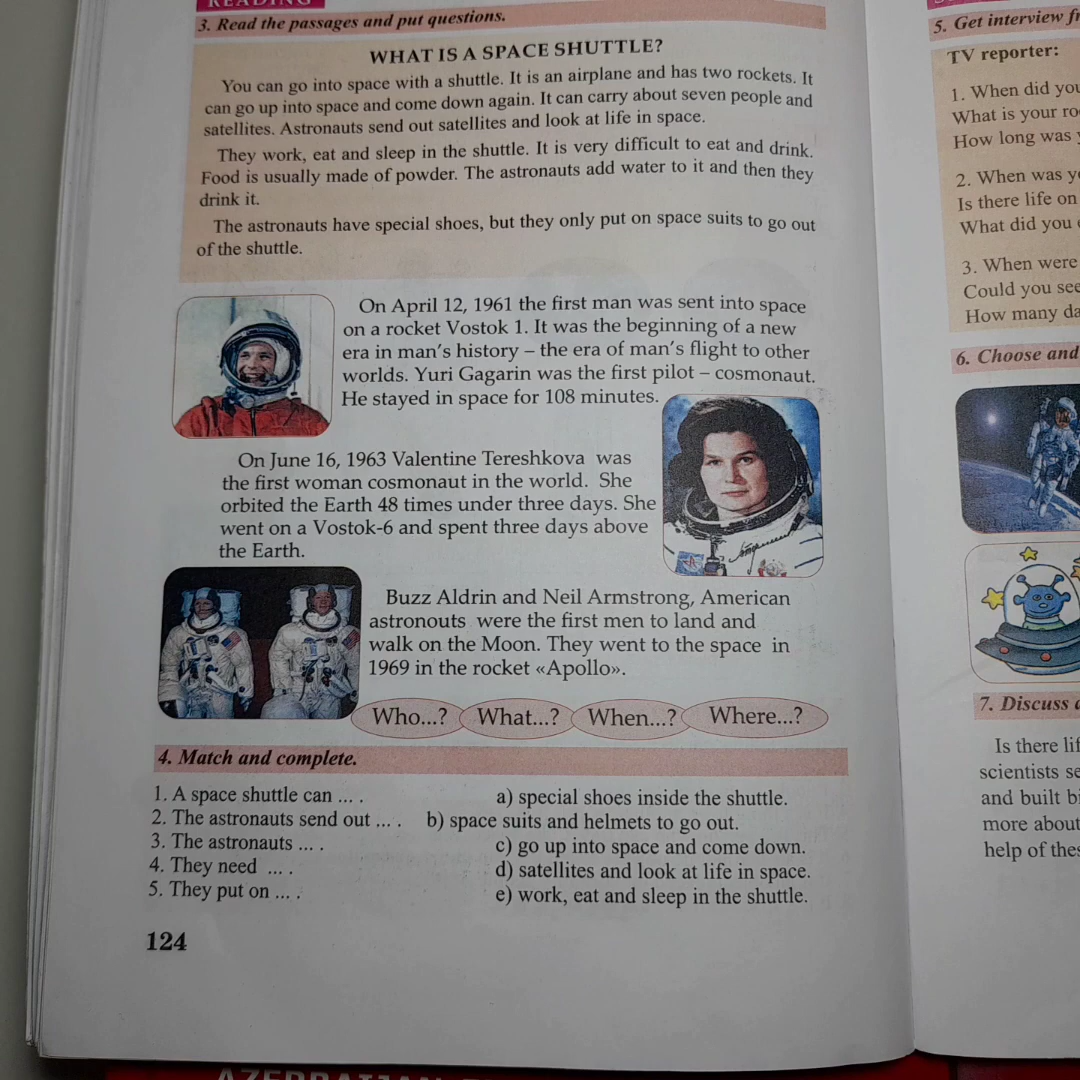 READING
3. Read the passages and put questions.
WHAT IS A SPACE SHUTTLE?
You can go into space with a shuttle. It is an airplane and has two rockets. It
can go up into space and come down again. It can carry about seven people and
satellites. Astronauts send out satellites and look at life in space.
They work, eat and sleep in the shuttle. It is very difficult to eat and drink.
Food is usually made of powder. The astronauts add water to it and then they
drink it.
The astronauts have special shoes, but they only put on space suits to go out
of the shuttle.
On April 12, 1961 the first man was sent into space
on a rocket Vostok 1. It was the beginning of a new
era in man's history – the era of man's flight to other
worlds. Yuri Gagarin was the first pilot – cosmonaut.
He stayed in space for 108 minutes.
On June 16, 1963 Valentine Tereshkova was
the first woman cosmonaut in the world. She
orbited the Earth 48 times under three days. She
went on a Vostok-6 and spent three days above
the Earth.
Buzz Aldrin and Neil Armstrong, American
astronouts were the first men to land and
walk on the Moon. They went to the space in
1969 in the rocket «Apollo».
Who...? What...? When...? Where...?
4. Match and complete.
1. A space shuttle can ... .
2. The astronauts send out ... .
3. The astronauts ... .
4. They need ... .
5. They put on ... .
a) special shoes inside the shuttle.
b) space suits and helmets to go out.
c) go up into space and come down.
d) satellites and look at life in space.
e) work, eat and sleep in the shuttle.
124
5. Get interview
TV reporter:
1. When did you
What is your
How long was
2. When was
Is there life on
What did you
3. When were
Could you see
How many
6. Choose and
7. Discuss
Is there
scientists
and built
more about
help of
AZERBAIJAN